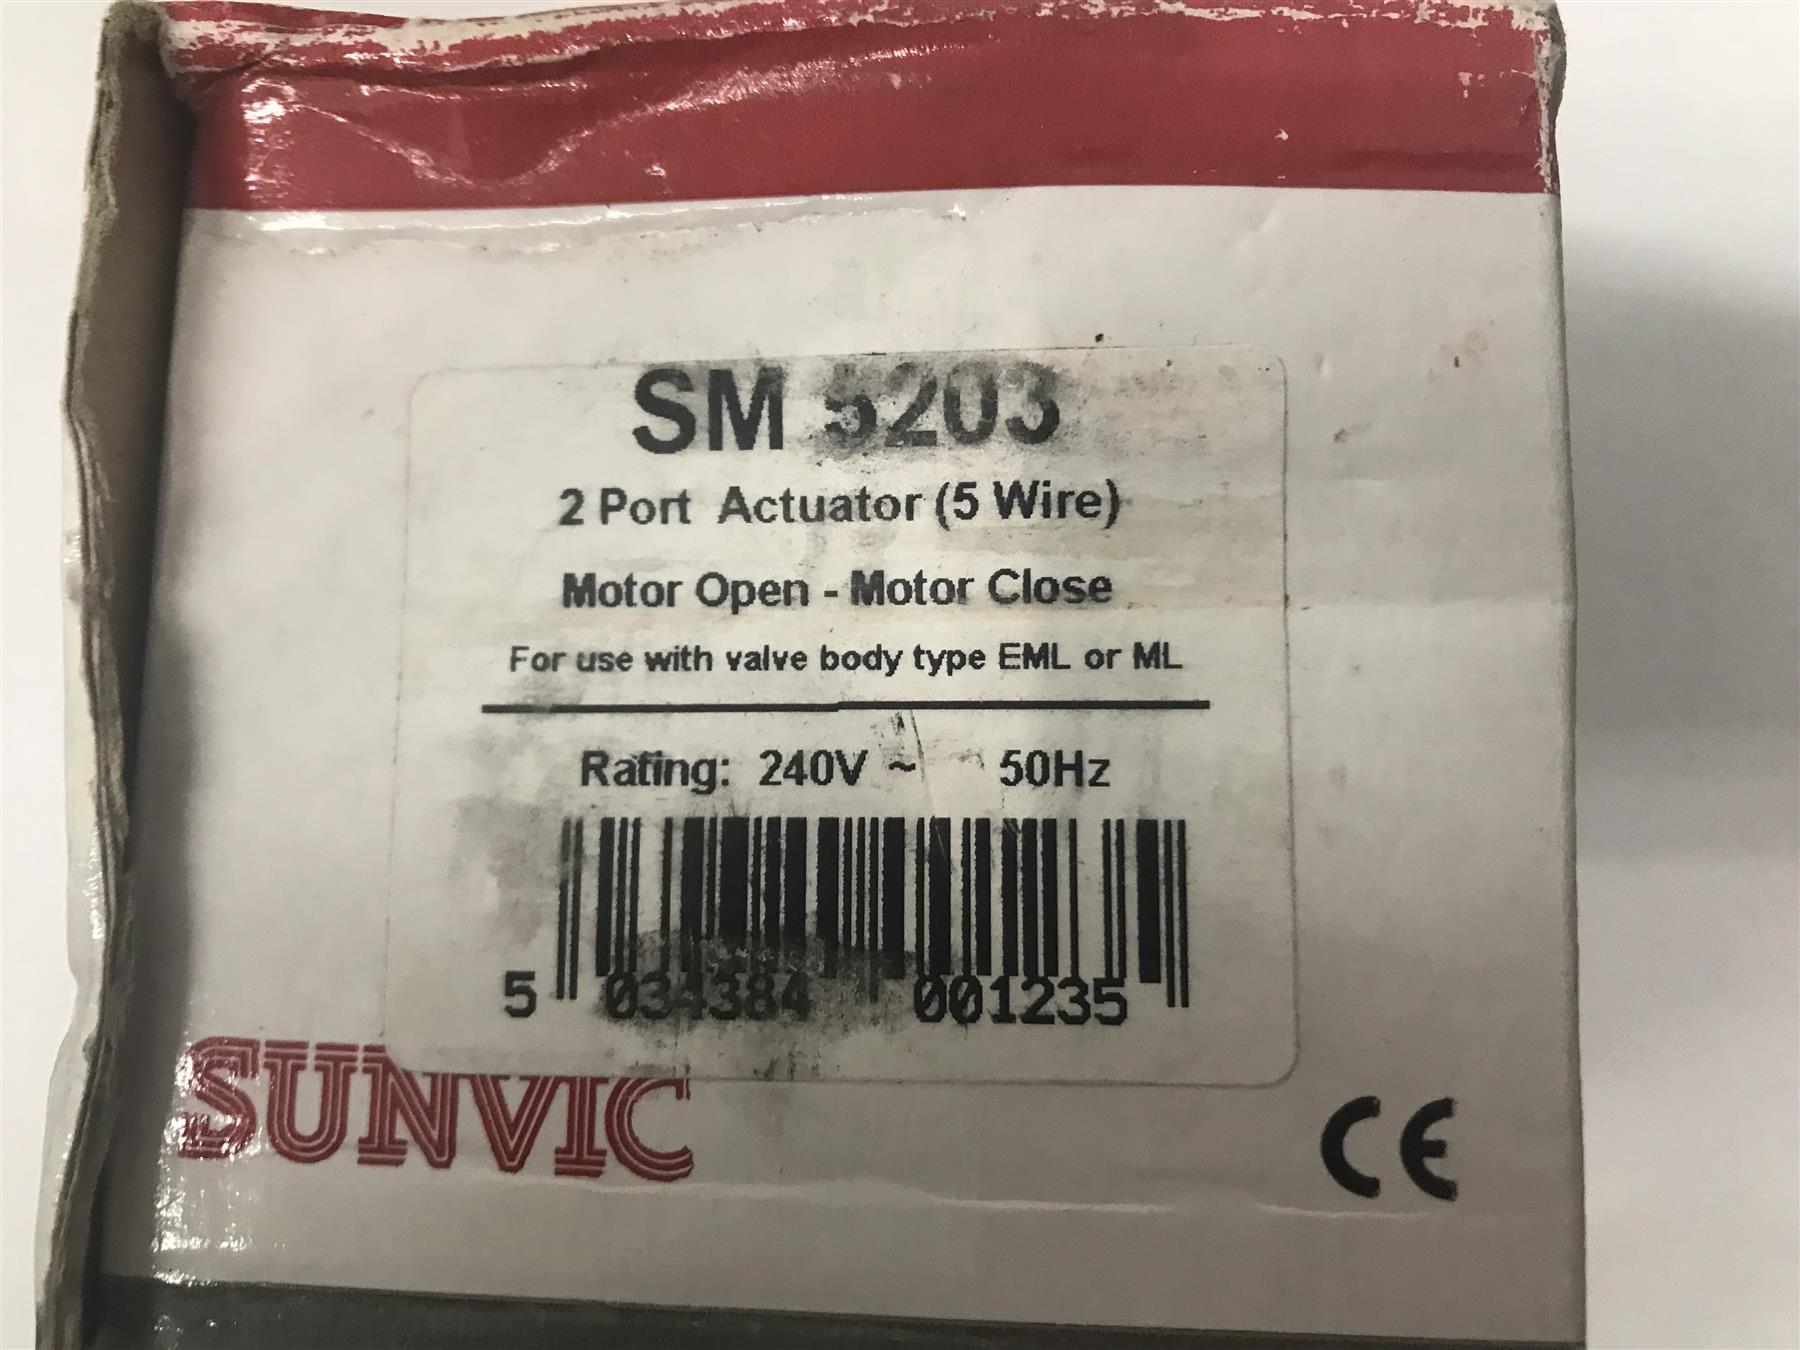 SM 5203
2 Port Actuator (5 Wire)
Motor Open - Motor Close
For use with valve body type EML or ML
Rating: 240V ~ 50Hz
5 034384 001235
SUNVIC
CE